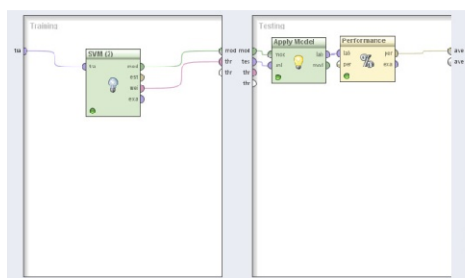 Training
tra
SVM (2)
tra
mod
est
wei
exa
mod
thr
thr
Testing
mod
tes
thr
thr
Apply Model
mod
unl
lab
mod
Performance
lab
per
per
exa
ave
ave